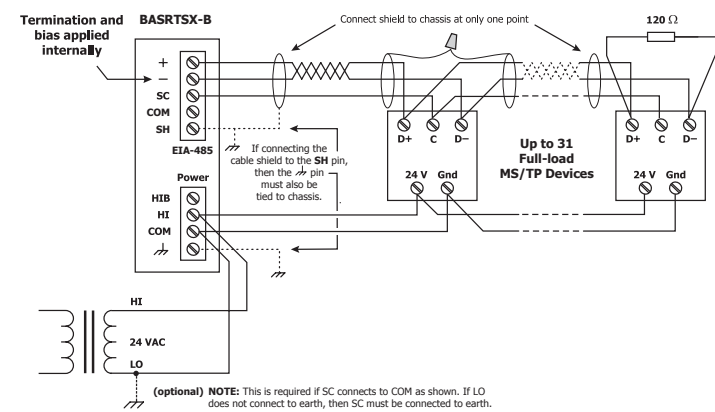 Termination and
bias applied
internally
BASRTSX-B
Connect shield to chassis at only one point
120 Ω
+
−
SC
COM
SH
EIA-485
D+ C D−
D+ C D−
Up to 31
Full-load
MS/TP Devices
If connecting the
cable shield to the SH pin,
then the pin
must also be
tied to chassis.
24 V Gnd
24 V Gnd
Power
HIB
HI
COM
HI
24 VAC
LO
(optional) NOTE: This is required if SC connects to COM as shown. If LO
does not connect to earth, then SC must be connected to earth.